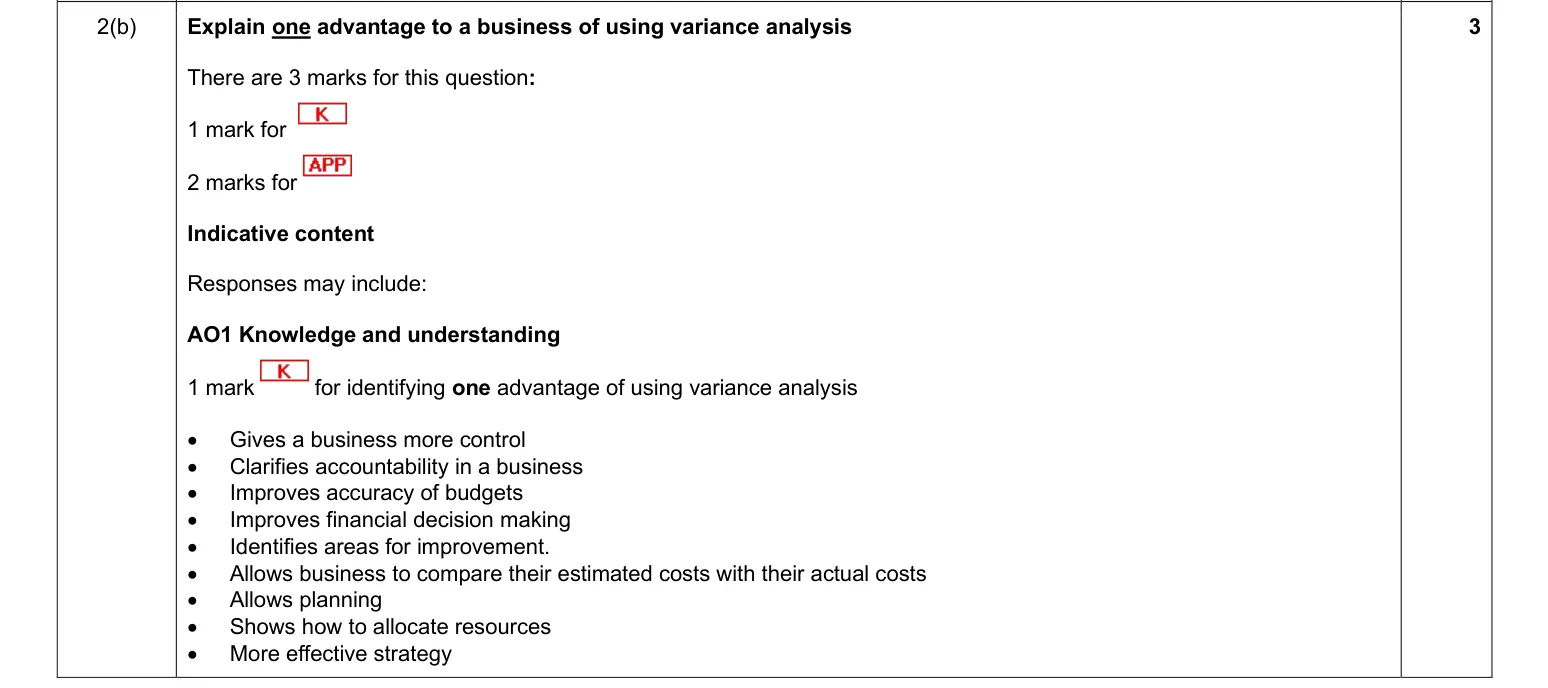 2(b) Explain one advantage to a business of using variance analysis 3
There are 3 marks for this question:
1 mark for K
2 marks for APP
Indicative content
Responses may include:
AO1 Knowledge and understanding
1 mark K for identifying one advantage of using variance analysis
• Gives a business more control
• Clarifies accountability in a business
• Improves accuracy of budgets
• Improves financial decision making
• Identifies areas for improvement.
• Allows business to compare their estimated costs with their actual costs
• Allows planning
• Shows how to allocate resources
• More effective strategy